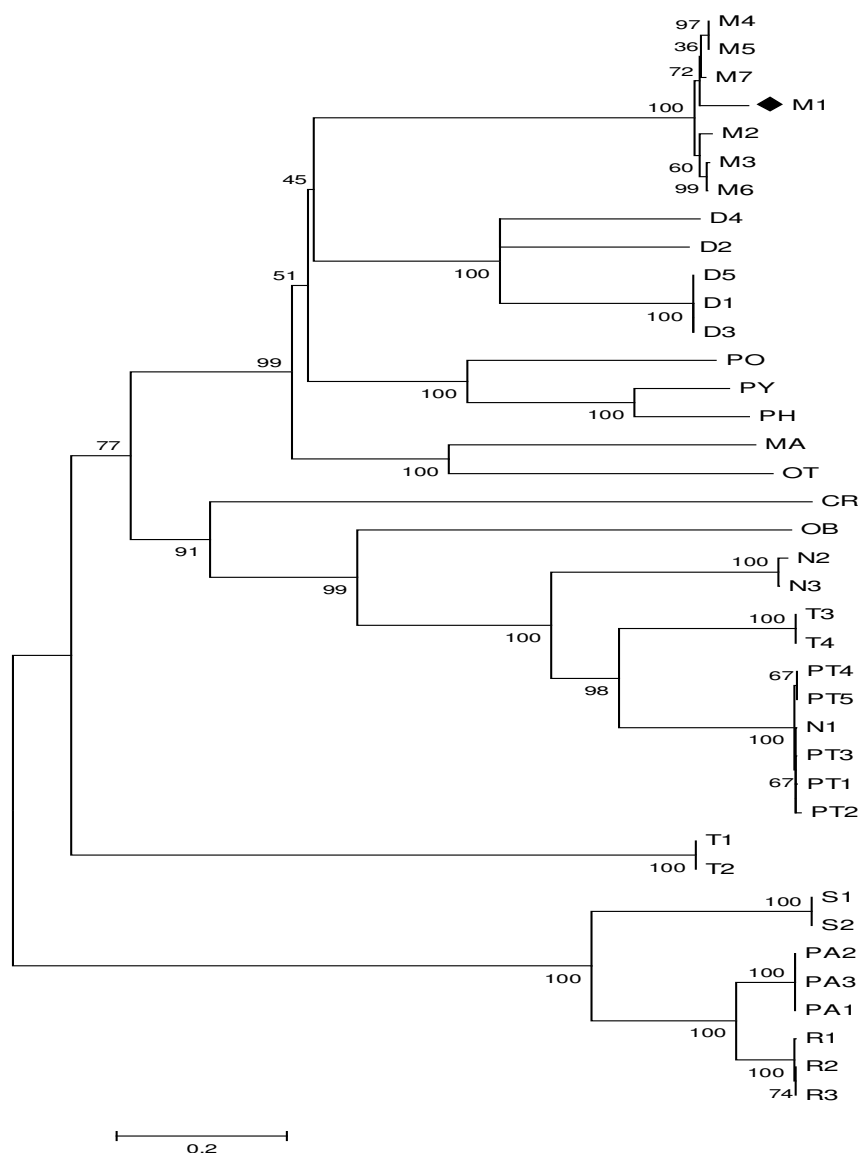 M4
97
M5
36
M7
72
M1
100
M2
M3
60
M6
99
45
D4
D2
100
D5
D1
100
D3
51
PO
PY
100
PH
100
99
MA
OT
100
77
CR
91
OB
99
N2
100
N3
100
T3
100
T4
98
PT4
67
PT5
N1
100
PT3
PT1
67
PT2
T1
100
T2
S1
100
S2
100
PA2
100
PA3
PA1
100
R1
R2
100
R3
74
0.2